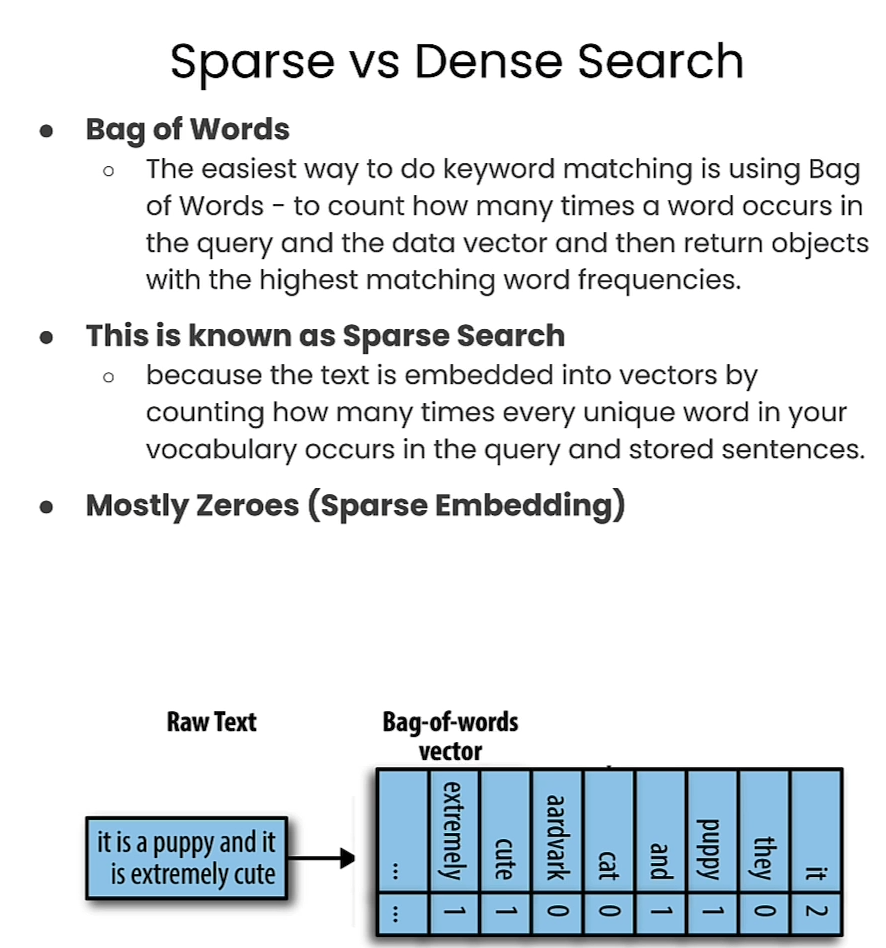 Sparse vs Dense Search
● Bag of Words
○ The easiest way to do keyword matching is using Bag
of Words - to count how many times a word occurs in
the query and the data vector and then return objects
with the highest matching word frequencies.
● This is known as Sparse Search
○ because the text is embedded into vectors by
counting how many times every unique word in your
vocabulary occurs in the query and stored sentences.
● Mostly Zeroes (Sparse Embedding)
Raw Text
it is a puppy and it
is extremely cute
Bag-of-words
vector
it 2
they 0
puppy 1
and 1
cat 0
aardvark 0
cute 1
extremely 1
... ...